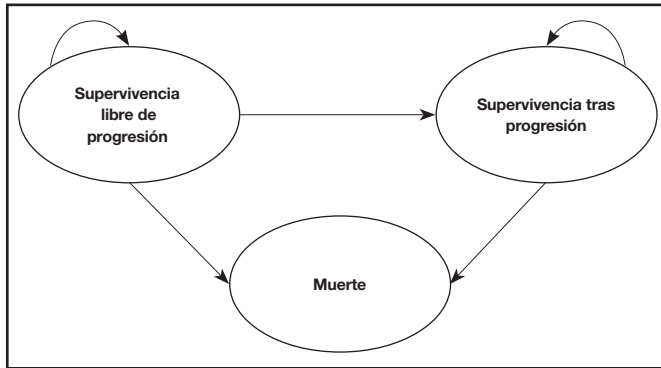 Supervivencia
libre de
progresión
Supervivencia tras
progresión
Muerte